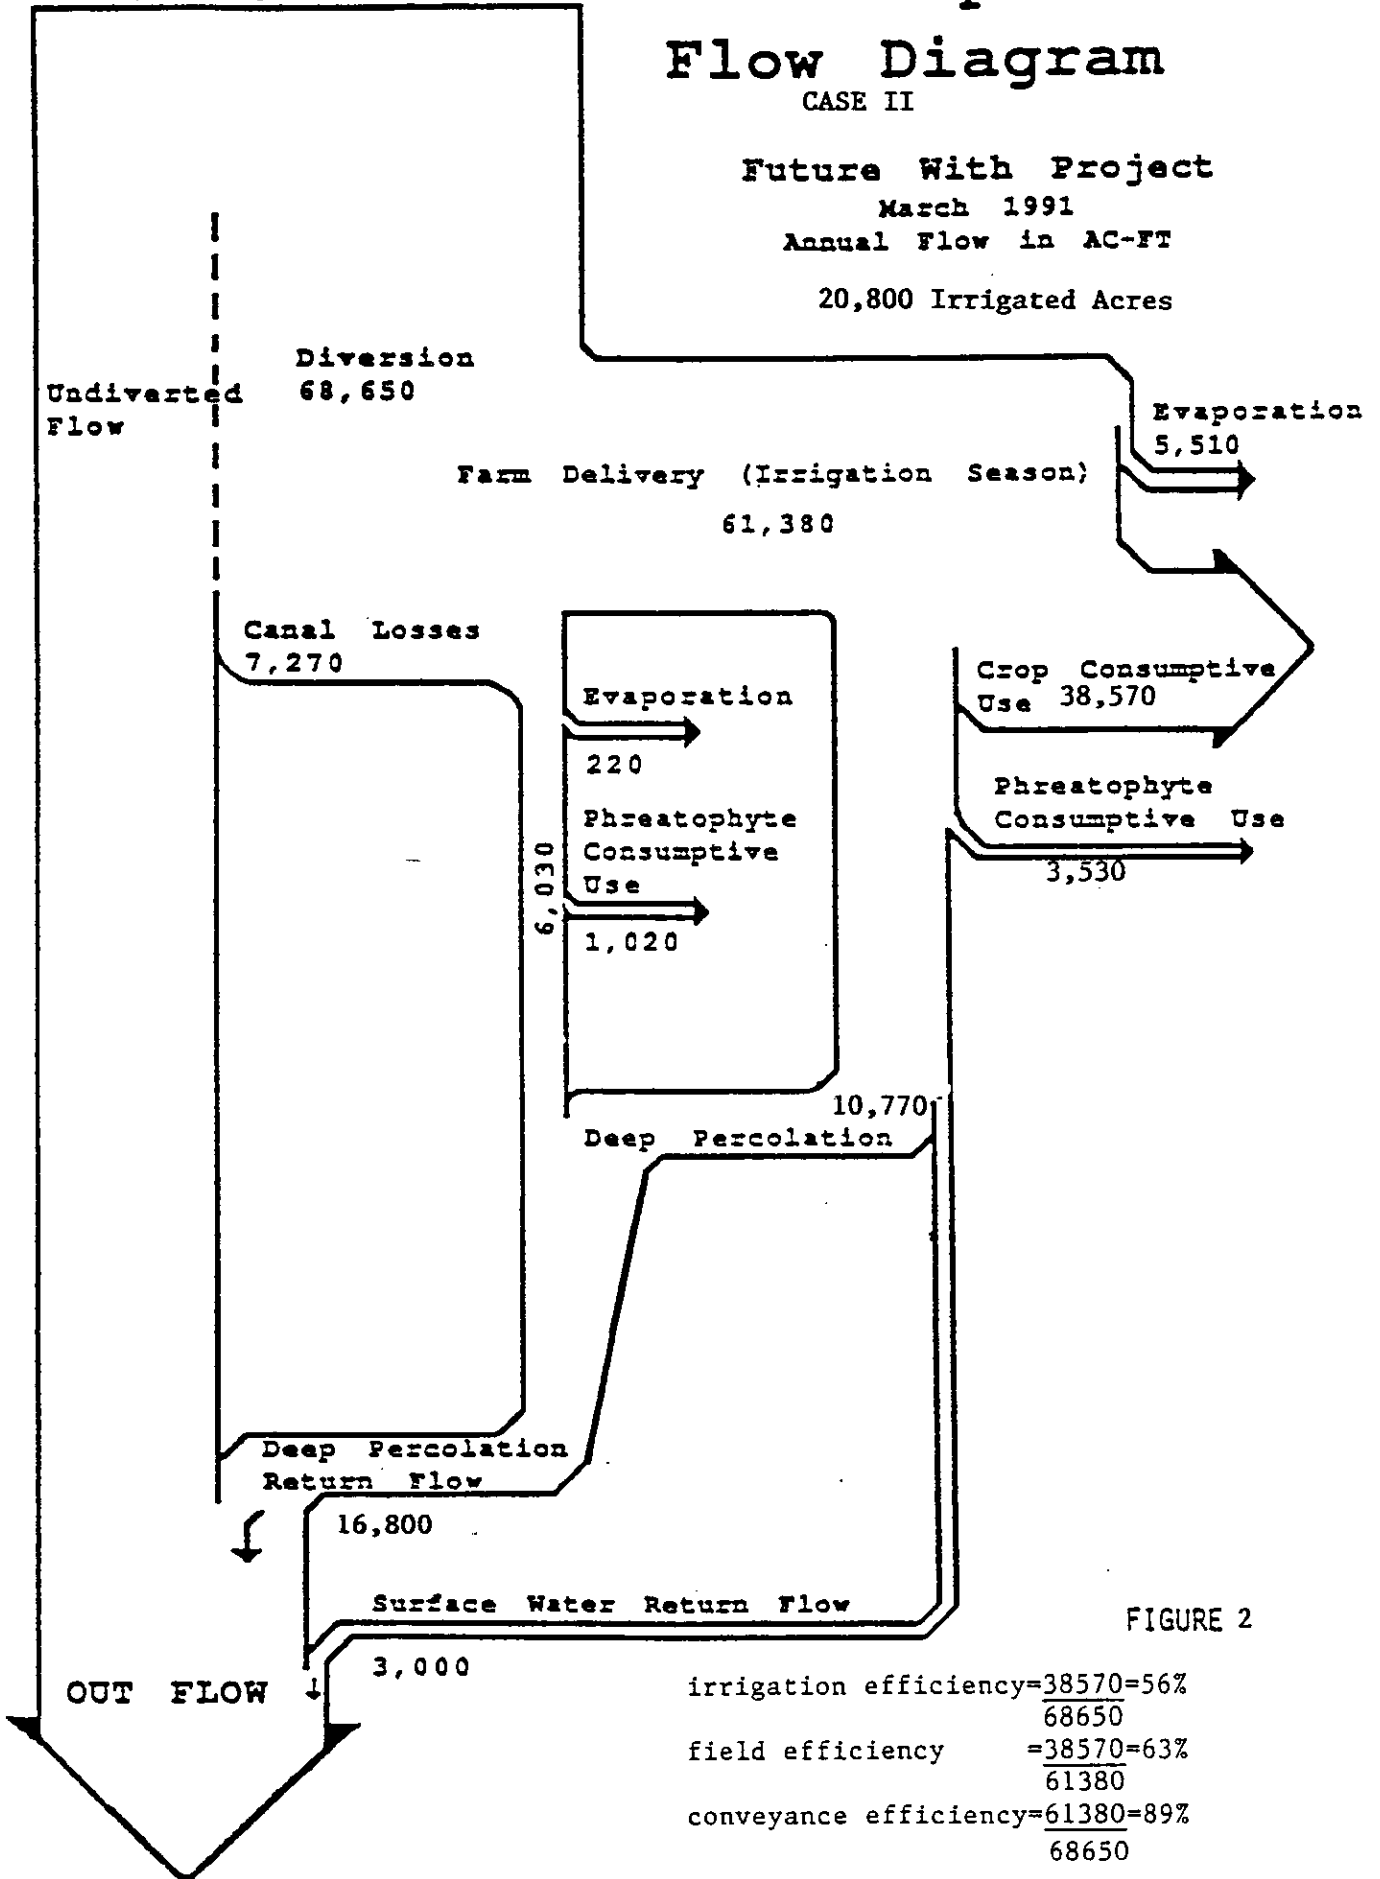 Flow Diagram
CASE II
Future With Project
March 1991
Annual Flow in AC-FT
20,800 Irrigated Acres
Diversion
68,650
Undiverted
Flow
Evaporation
5,510
Farm Delivery (Irrigation Season)
61,380
Canal Losses
7,270
Evaporation
220
Phreatophyte
Consumptive
Use
1,020
6,030
Crop Consumptive
Use 38,570
Phreatophyte
Consumptive Use
3,530
10,770
Deep Percolation
Deep Percolation
Return Flow
16,800
Surface Water Return Flow
3,000
OUT FLOW
FIGURE 2
irrigation efficiency=38570=56%
68650
field efficiency =38570=63%
61380
conveyance efficiency=61380=89%
68650